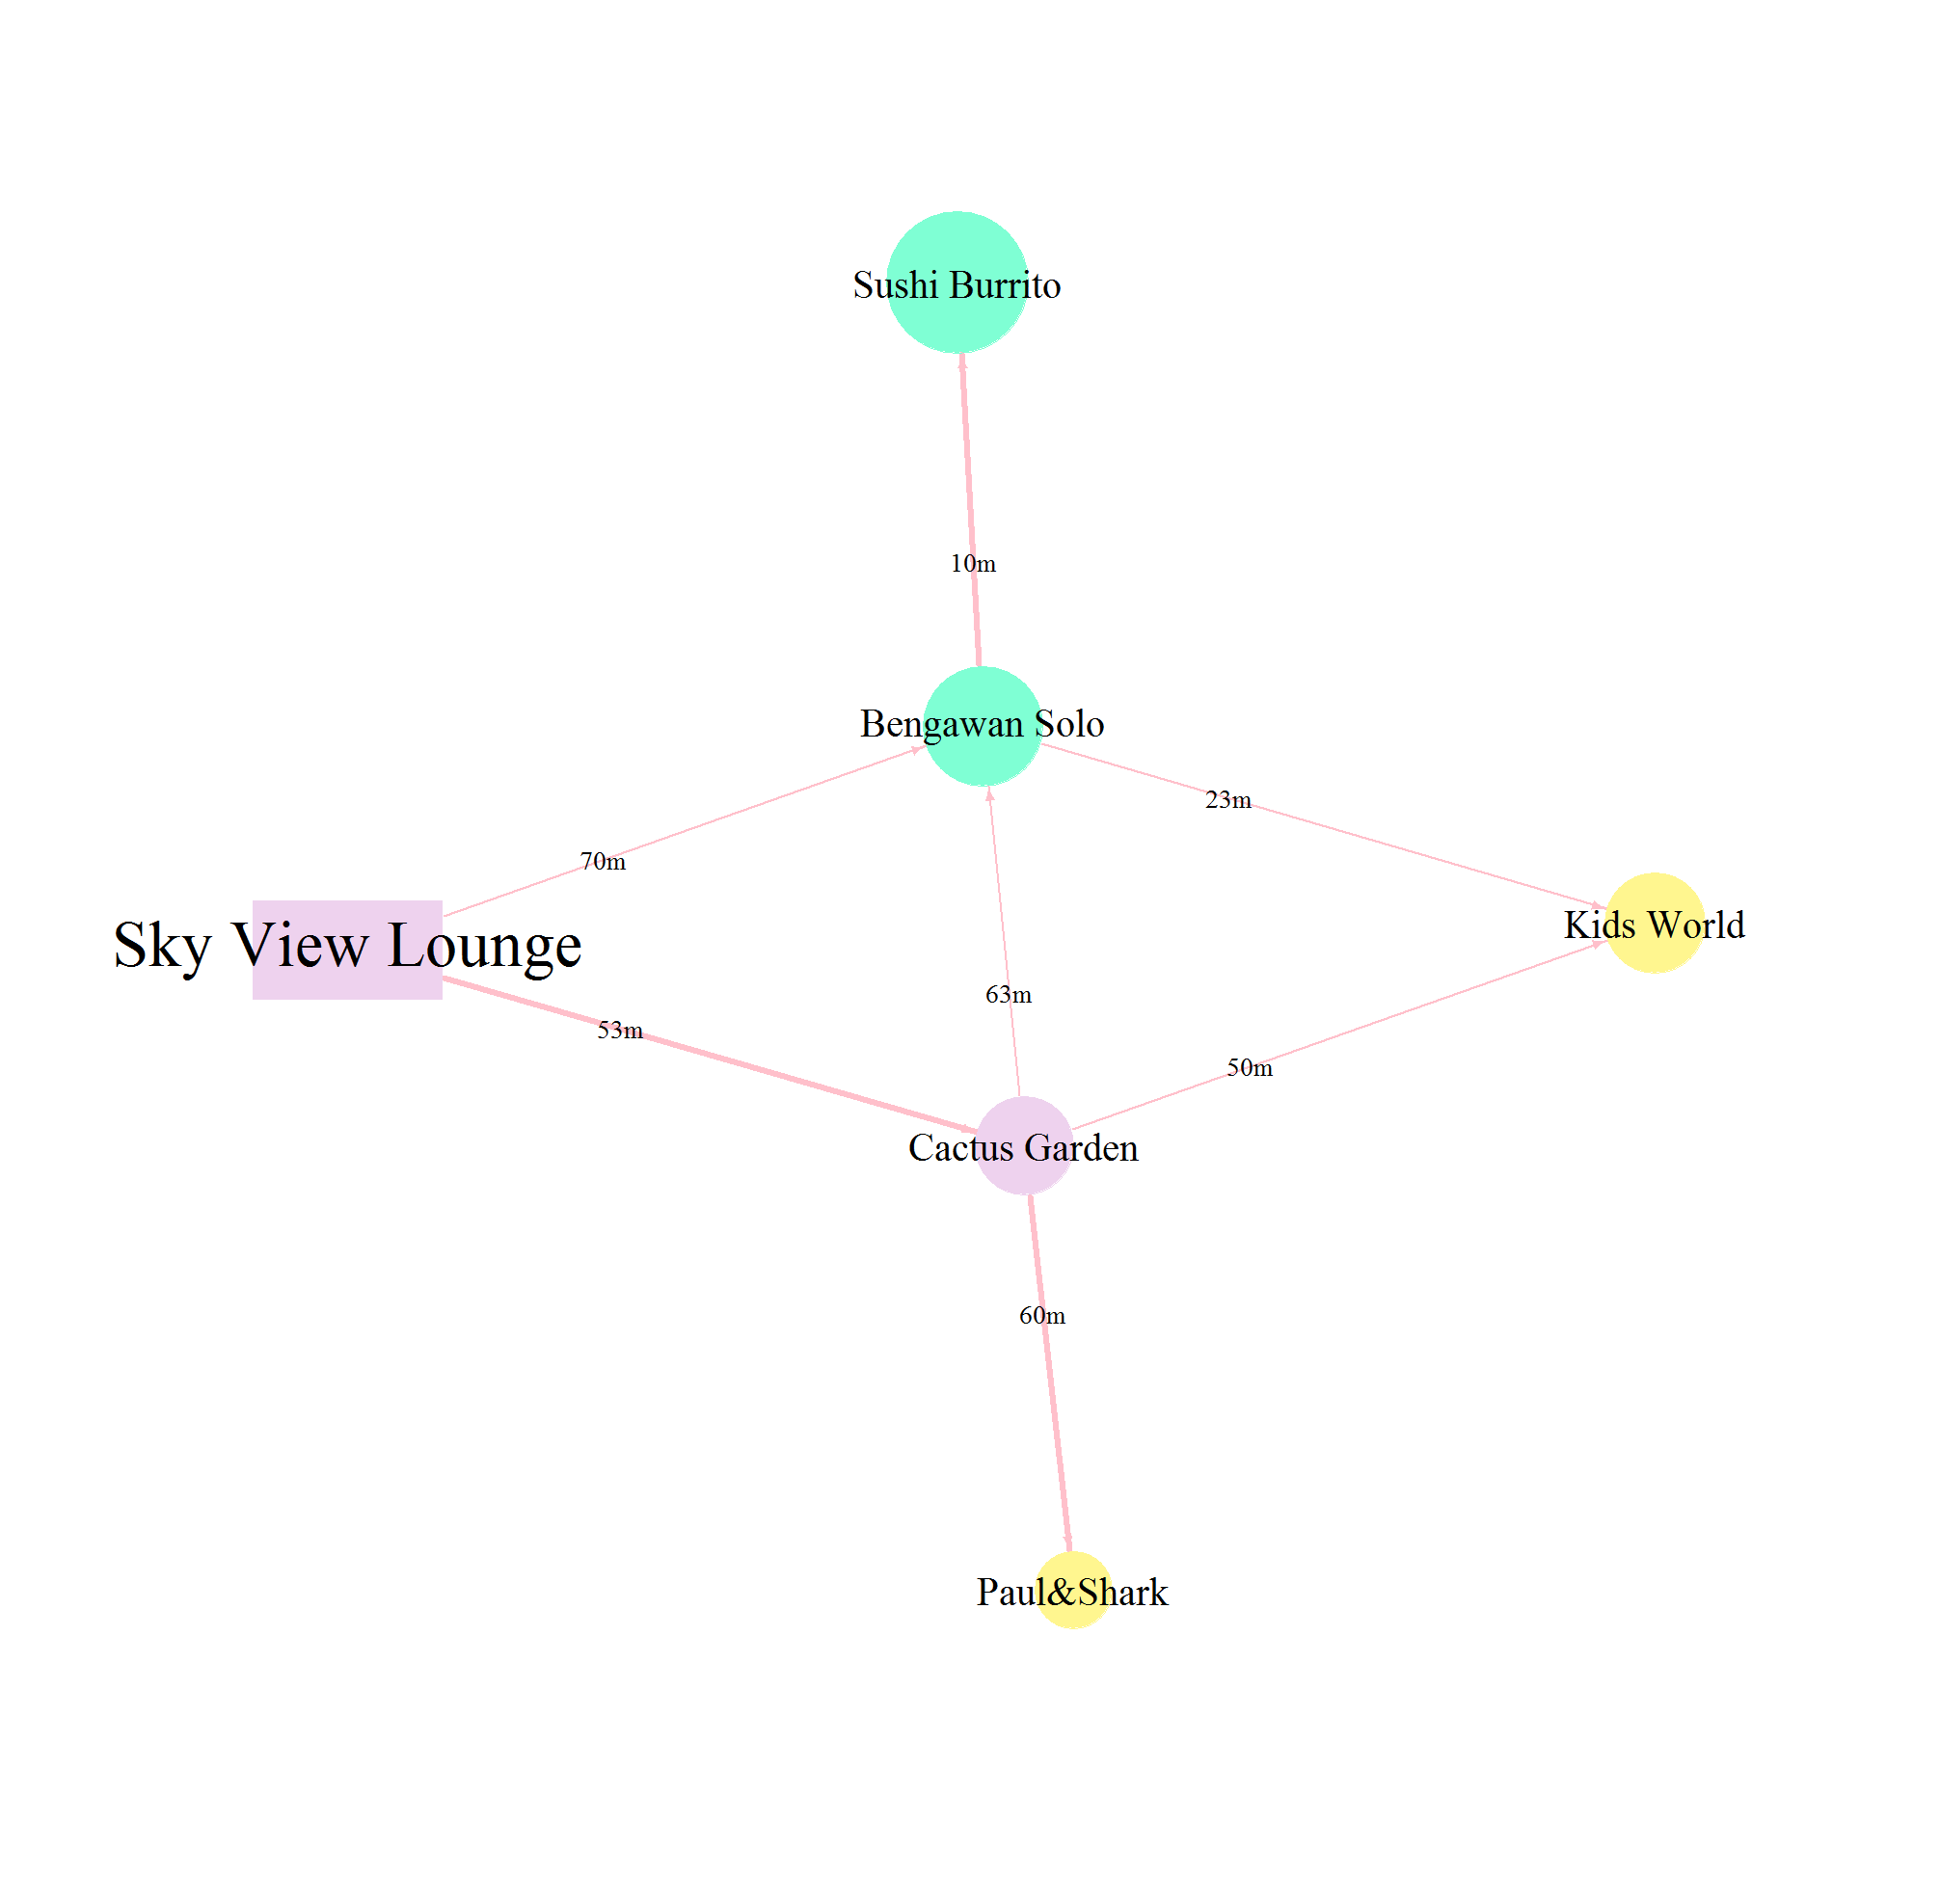 Sushi Burrito
10m
Bengawan Solo
23m
70m
Kids World
Sky View Lounge
63m
53m
50m
Cactus Garden
60m
Paul&Shark